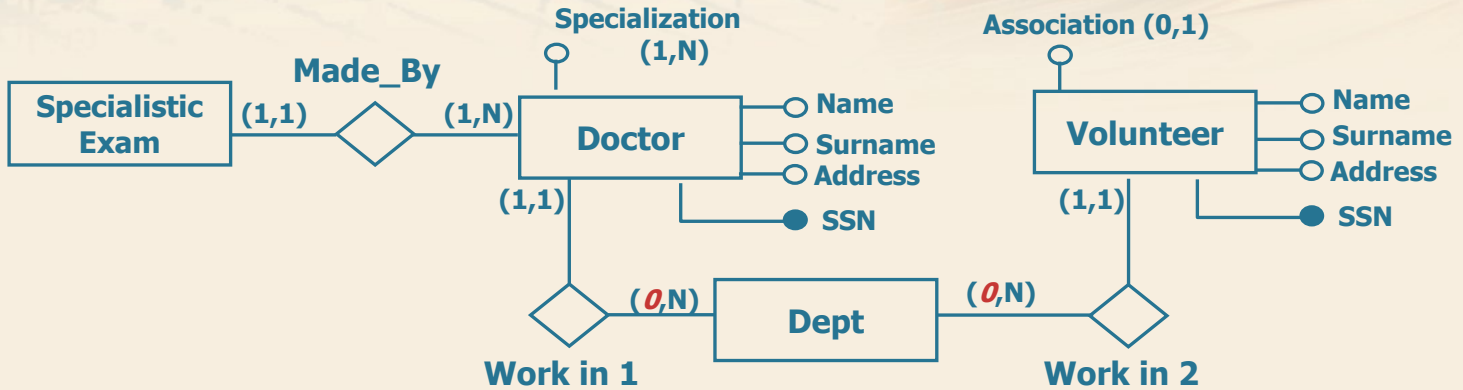 Specialization
(1,N)
Association (0,1)
Made_By
Specialistic
Exam
(1,1)
(1,N)
Doctor
Name
Surname
Address
SSN
(1,1)
Volunteer
Name
Surname
Address
SSN
(1,1)
(0,N)
Dept
(0,N)
Work in 1
Work in 2